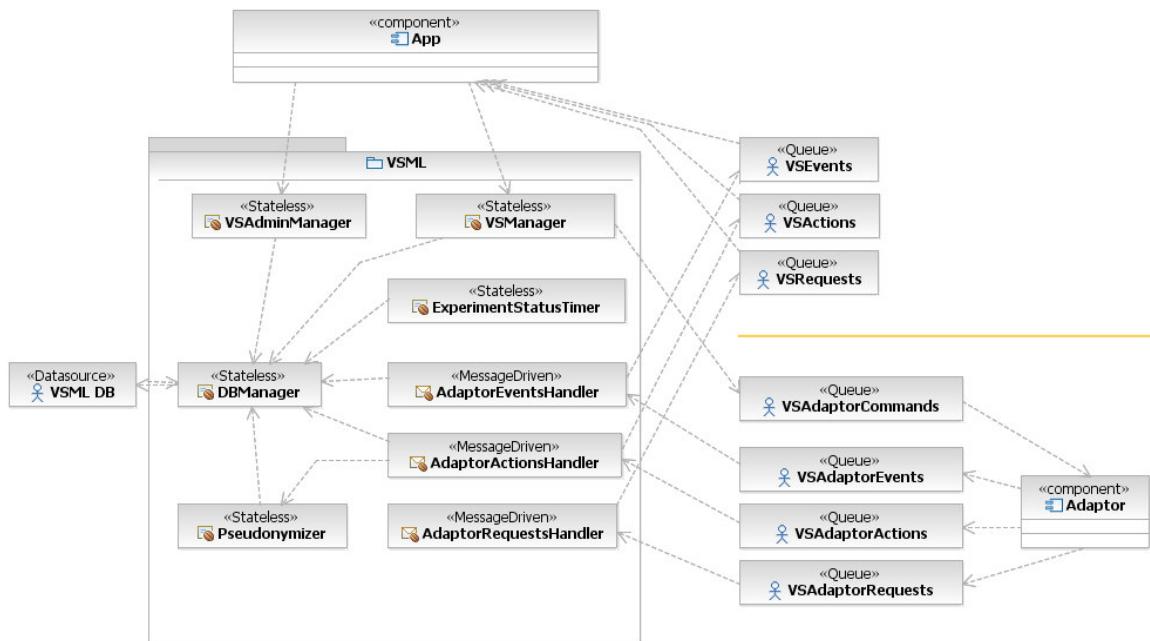 «component»
App
VSML
«Queue»
VSEvents
«Stateless»
VSAdminManager
«Stateless»
VSManager
«Queue»
VSActions
«Queue»
VSRequests
«Stateless»
ExperimentStatusTimer
«Datasource»
VSML DB
«Stateless»
DBManager
«MessageDriven»
AdaptorEventsHandler
«Queue»
VSAdaptorCommands
«MessageDriven»
AdaptorActionsHandler
«Queue»
VSAdaptorEvents
«component»
Adaptor
«Stateless»
Pseudonymizer
«MessageDriven»
AdaptorRequestsHandler
«Queue»
VSAdaptorActions
«Queue»
VSAdaptorRequests